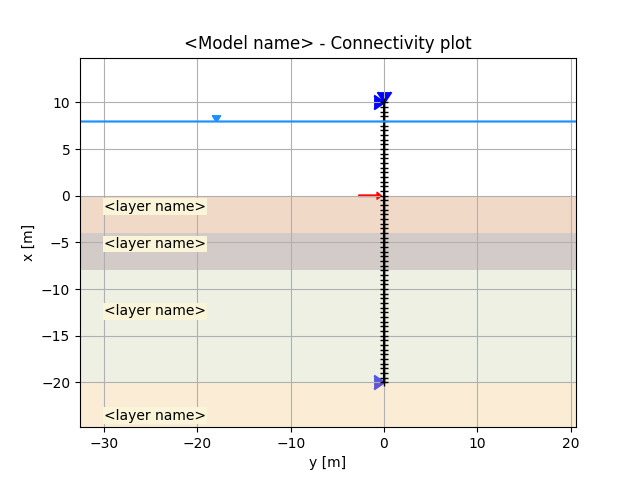 <Model name> - Connectivity plot
10
5
0
−5
−10
−15
−20
x [m]
<layer name>
<layer name>
<layer name>
<layer name>
−30
−20
−10
0
10
20
y [m]